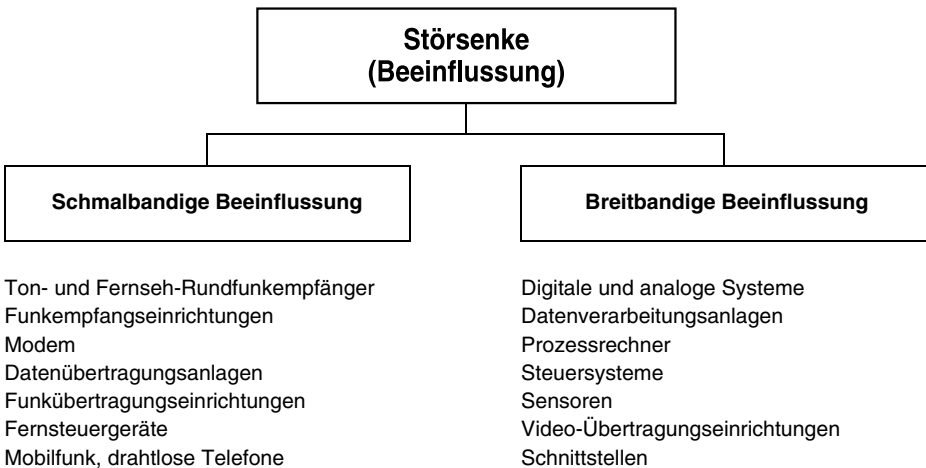 Störsenke
(Beeinflussung)
Schmalbandige Beeinflussung
Ton- und Fernseh-Rundfunkempfänger
Funkempfangseinrichtungen
Modem
Datenübertragungsanlagen
Funkübertragungseinrichtungen
Fernsteuergeräte
Mobilfunk, drahtlose Telefone
Breitbandige Beeinflussung
Digitale und analoge Systeme
Datenverarbeitungsanlagen
Prozessrechner
Steuersysteme
Sensoren
Video-Übertragungseinrichtungen
Schnittstellen